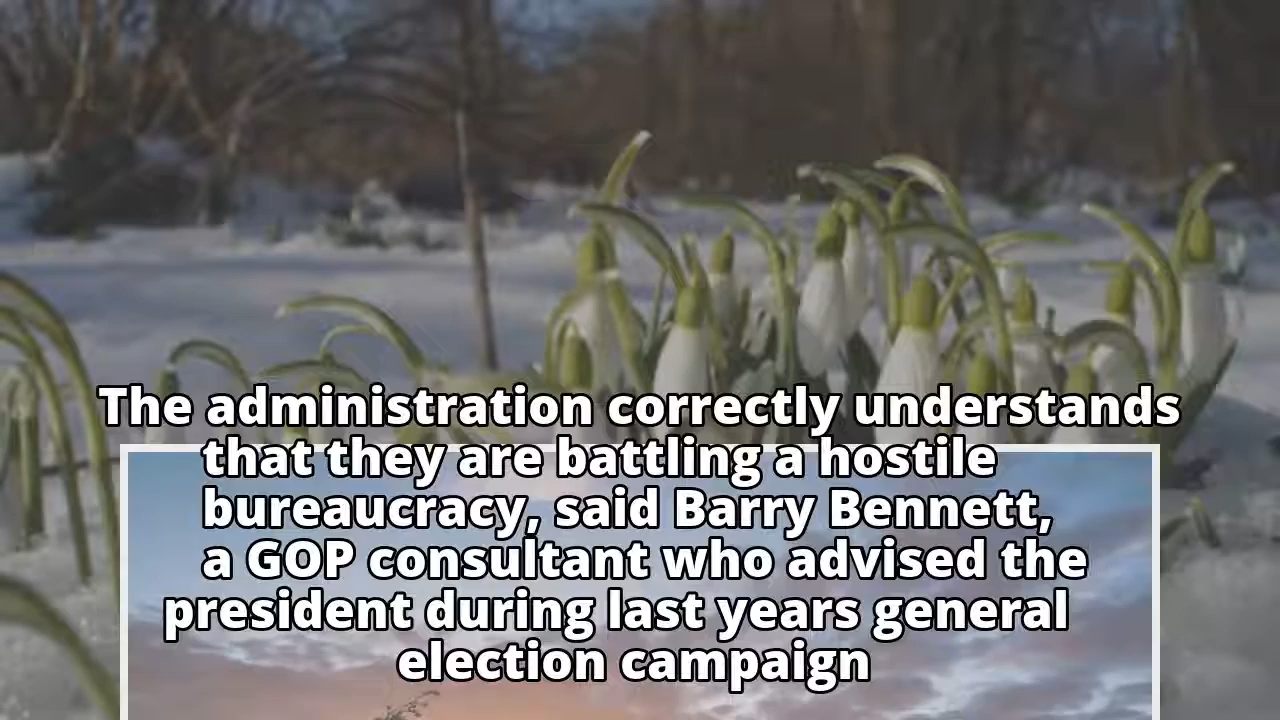 The administration correctly understands
that they are battling a hostile
bureaucracy, said Barry Bennett,
a GOP consultant who advised the
president during last years general
election campaign